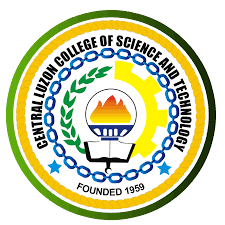 CENTRAL LUZON COLLEGE OF SCIENCE AND TECHNOLOGY
FOUNDED 1959